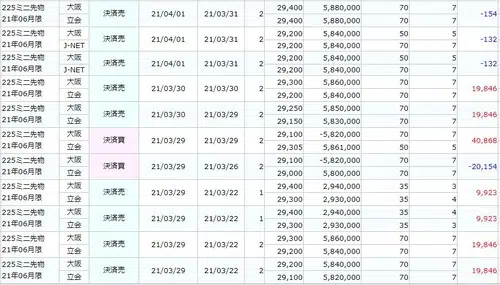 225ミニ先物 大阪 決済売 21/04/01 21/03/31 2 29,400 5,880,000 70 7 -154
21年06月限 立会 29,200 5,840,000 70 7
225ミニ先物 大阪 決済売 21/04/01 21/03/31 2 29,200 5,840,000 50 5 -132
21年06月限 J-NET 29,200 5,840,000 70 7
225ミニ先物 大阪 決済売 21/04/01 21/03/31 2 29,200 5,840,000 50 5 -132
21年06月限 J-NET 29,200 5,840,000 70 7
225ミニ先物 大阪 決済売 21/03/30 21/03/30 2 29,300 5,860,000 70 7 19,846
21年06月限 立会 29,200 5,840,000 70 7
225ミニ先物 大阪 決済売 21/03/30 21/03/29 2 29,250 5,850,000 70 7 19,846
21年06月限 立会 29,150 5,830,000 70 7
225ミニ先物 大阪 決済買 21/03/29 21/03/29 2 29,100 -5,820,000 70 7 40,868
21年06月限 立会 29,305 5,861,000 50 5
225ミニ先物 大阪 決済買 21/03/29 21/03/26 2 29,100 -5,820,000 70 7 -20,154
21年06月限 立会 29,000 5,800,000 70 7
225ミニ先物 大阪 決済売 21/03/29 21/03/22 1 29,400 2,940,000 35 3 9,923
21年06月限 立会 29,300 2,930,000 35 4
225ミニ先物 大阪 決済売 21/03/29 21/03/22 1 29,400 2,940,000 35 4 9,923
21年06月限 立会 29,300 2,930,000 35 3
225ミニ先物 大阪 決済売 21/03/29 21/03/22 2 29,300 5,860,000 70 7 19,846
21年06月限 立会 29,200 5,840,000 70 7
225ミニ先物 大阪 決済売 21/03/29 21/03/22 2 29,200 5,840,000 70 7 19,846
21年06月限 立会 29,100 5,820,000 70 7